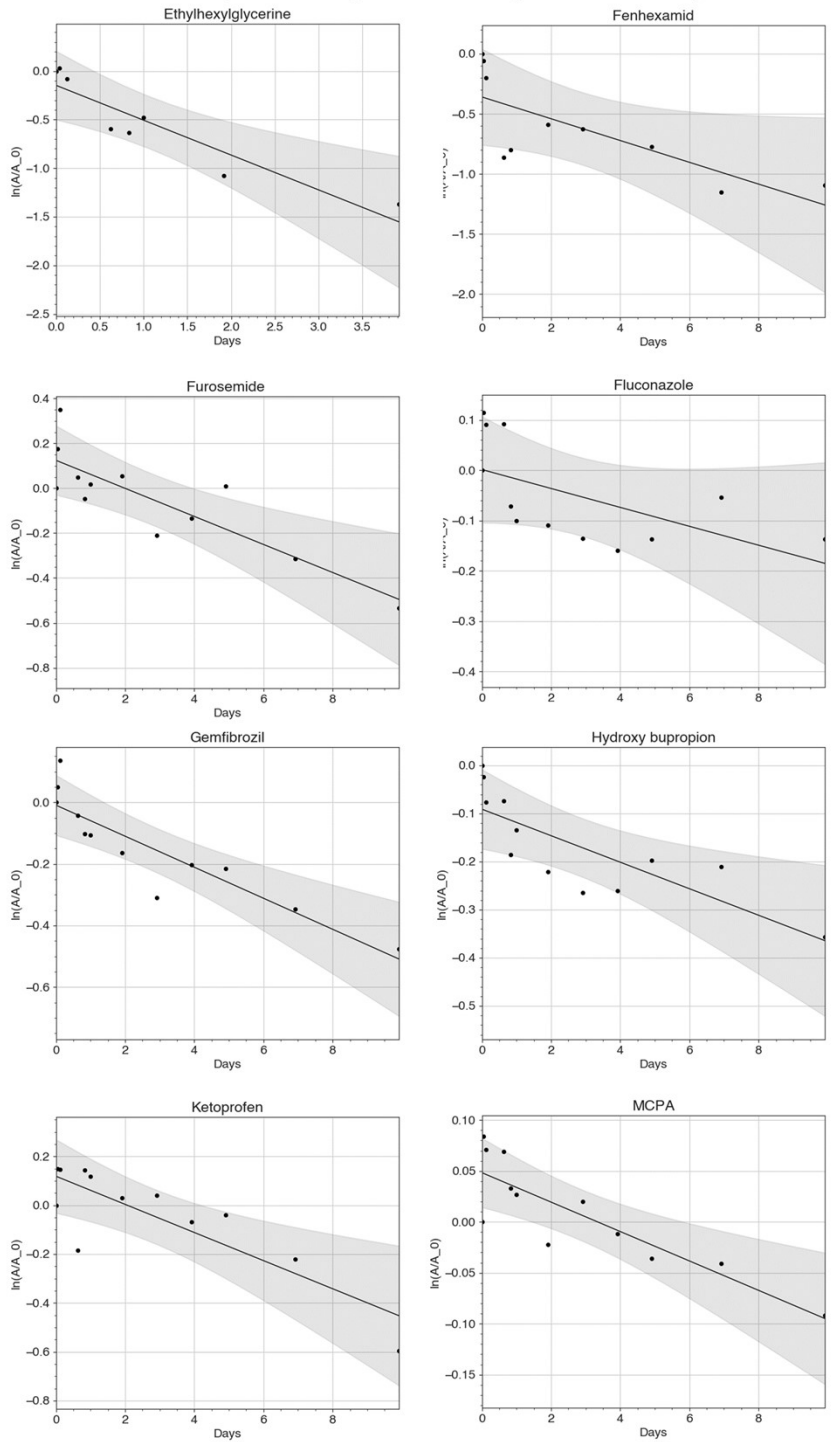 Ethylhexylglycerine
0.0
−0.5
−1.0
−1.5
−2.0
−2.5
ln(A/A_0)
0.0 0.5 1.0 1.5 2.0 2.5 3.0 3.5
Days
Fenhexamid
0.0
−0.5
−1.0
−1.5
−2.0
(A/A_0)
0 2 4 6 8
Days
Furosemide
0.4
0.2
0.0
−0.2
−0.4
−0.6
−0.8
ln(A/A_0)
0 2 4 6 8
Days
Fluconazole
0.1
0.0
−0.1
−0.2
−0.3
−0.4
(A/A_0)
0 2 4 6 8
Days
Gemfibrozil
0.0
−0.2
−0.4
−0.6
ln(A/A_0)
0 2 4 6 8
Days
Hydroxy bupropion
0.0
−0.1
−0.2
−0.3
−0.4
−0.5
ln(A/A_0)
0 2 4 6 8
Days
Ketoprofen
0.2
0.0
−0.2
−0.4
−0.6
−0.8
ln(A/A_0)
0 2 4 6 8
Days
MCPA
0.10
0.05
0.00
−0.05
−0.10
−0.15
ln(A/A_0)
0 2 4 6 8
Days